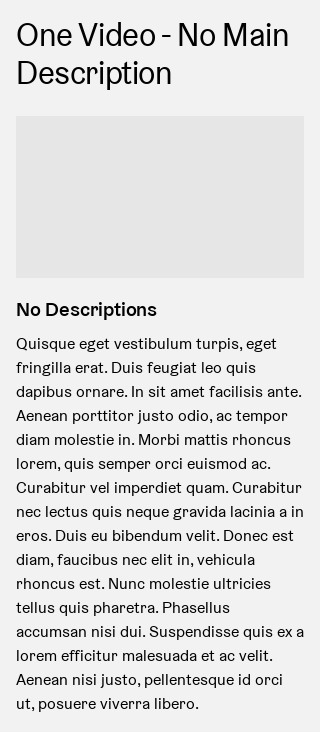 One Video - No Main
Description
No Descriptions
Quisque eget vestibulum turpis, eget
fringilla erat. Duis feugiat leo quis
dapibus ornare. In sit amet facilisis ante.
Aenean porttitor justo odio, ac tempor
diam molestie in. Morbi mattis rhoncus
lorem, quis semper orci euismod ac.
Curabitur vel imperdiet quam. Curabitur
nec lectus quis neque gravida lacinia a in
eros. Duis eu bibendum velit. Donec est
diam, faucibus nec elit in, vehicula
rhoncus est. Nunc molestie ultricies
tellus quis pharetra. Phasellus
accumsan nisi dui. Suspendisse quis ex a
lorem efficitur malesuada et ac velit.
Aenean nisi justo, pellentesque id orci
ut, posuere viverra libero.